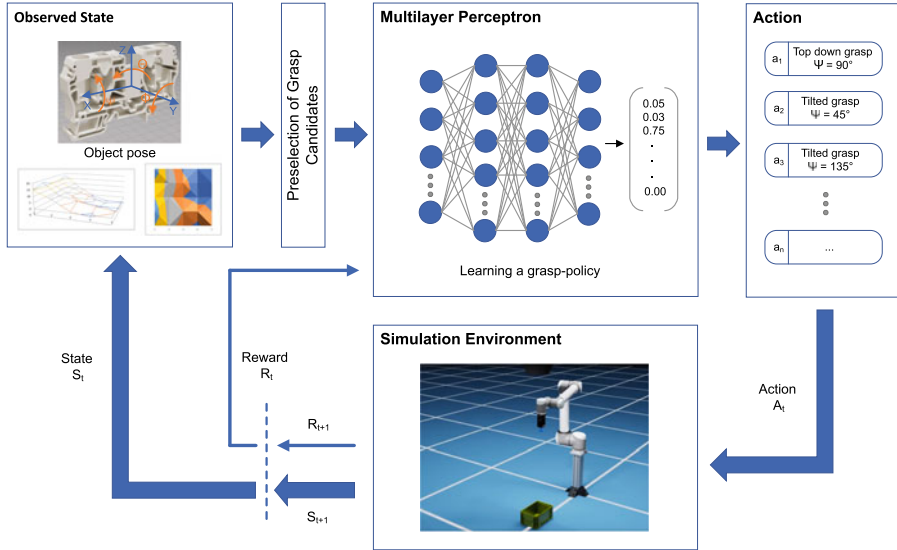 Observed State
Z
Θ
X
Y
Object pose
Preselection of Grasp
Candidates
Multilayer Perceptron
0.05
0.03
0.75
.
.
.
0.00
Learning a grasp-policy
Action
a1 Top down grasp
Ψ = 90°
a2 Tilted grasp
Ψ = 45°
a3 Tilted grasp
Ψ = 135°
an ...
State
St
Reward
Rt
Rt+1
St+1
Simulation Environment
Action
At